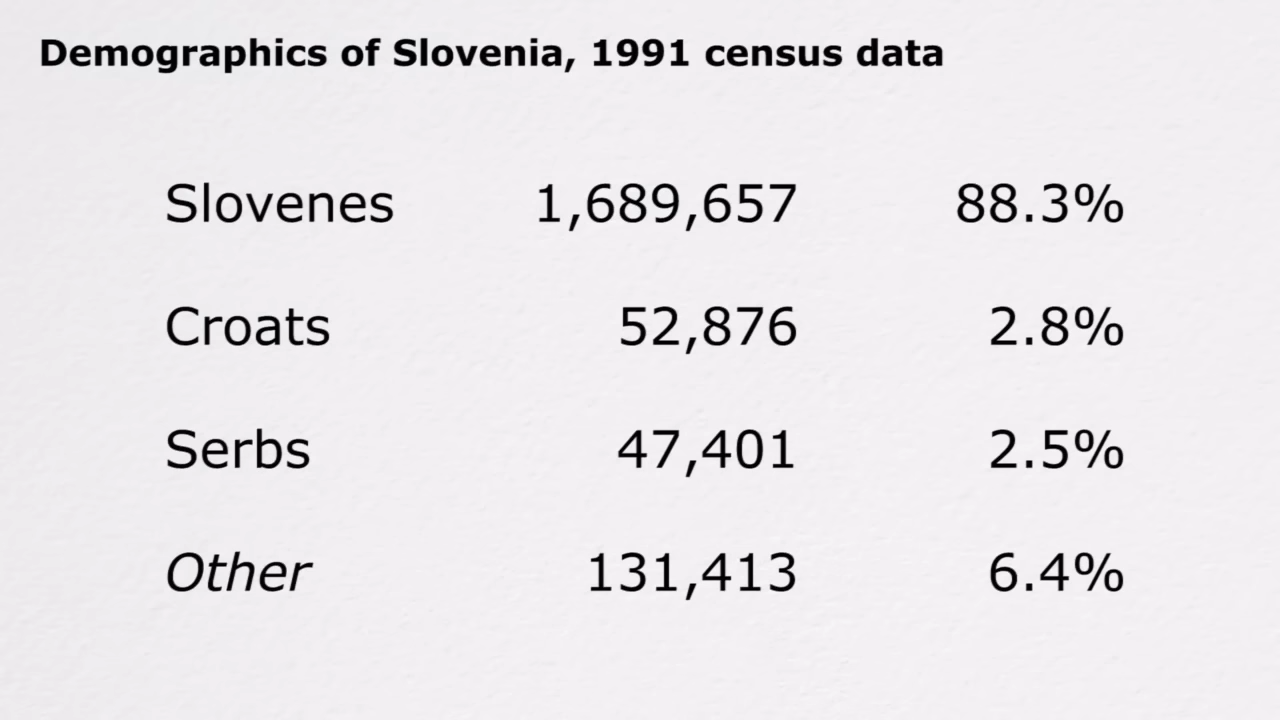 Demographics of Slovenia, 1991 census data
Slovenes 1,689,657 88.3%
Croats 52,876 2.8%
Serbs 47,401 2.5%
Other 131,413 6.4%